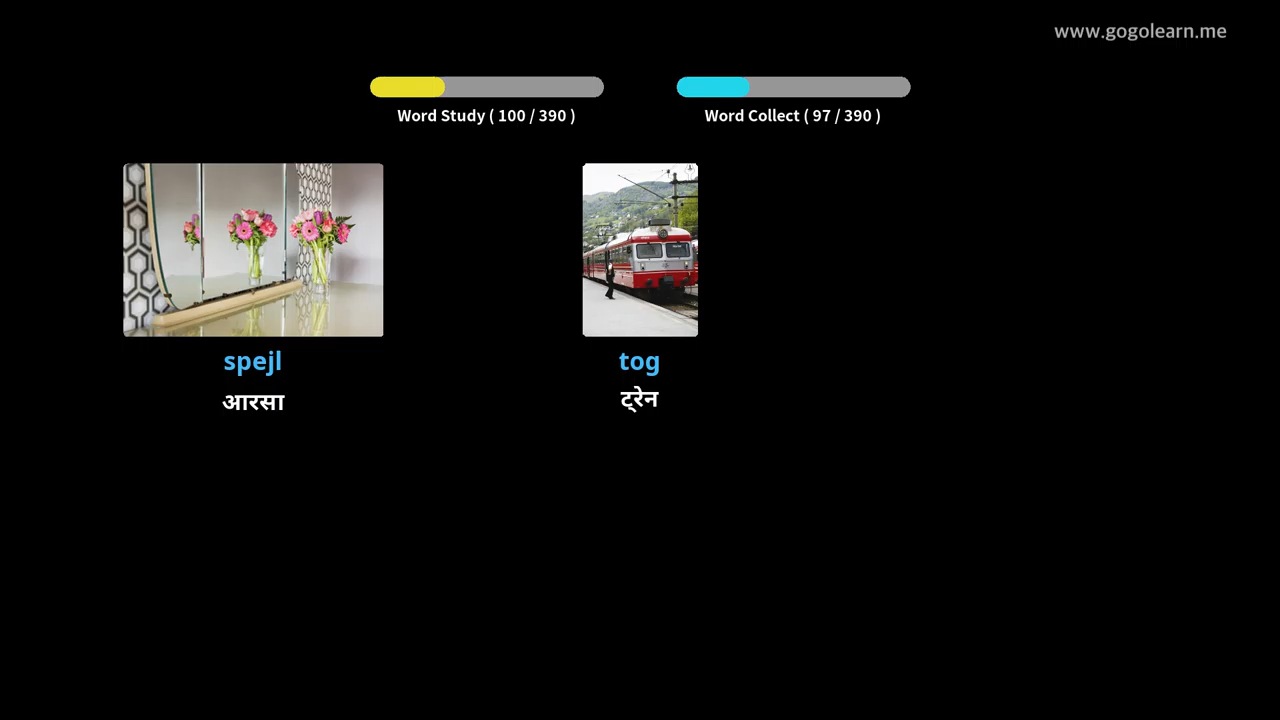 www.gogolearn.me
Word Study ( 100 / 390 )
Word Collect ( 97 / 390 )
spejl
tog
आरसा
ट्रेन